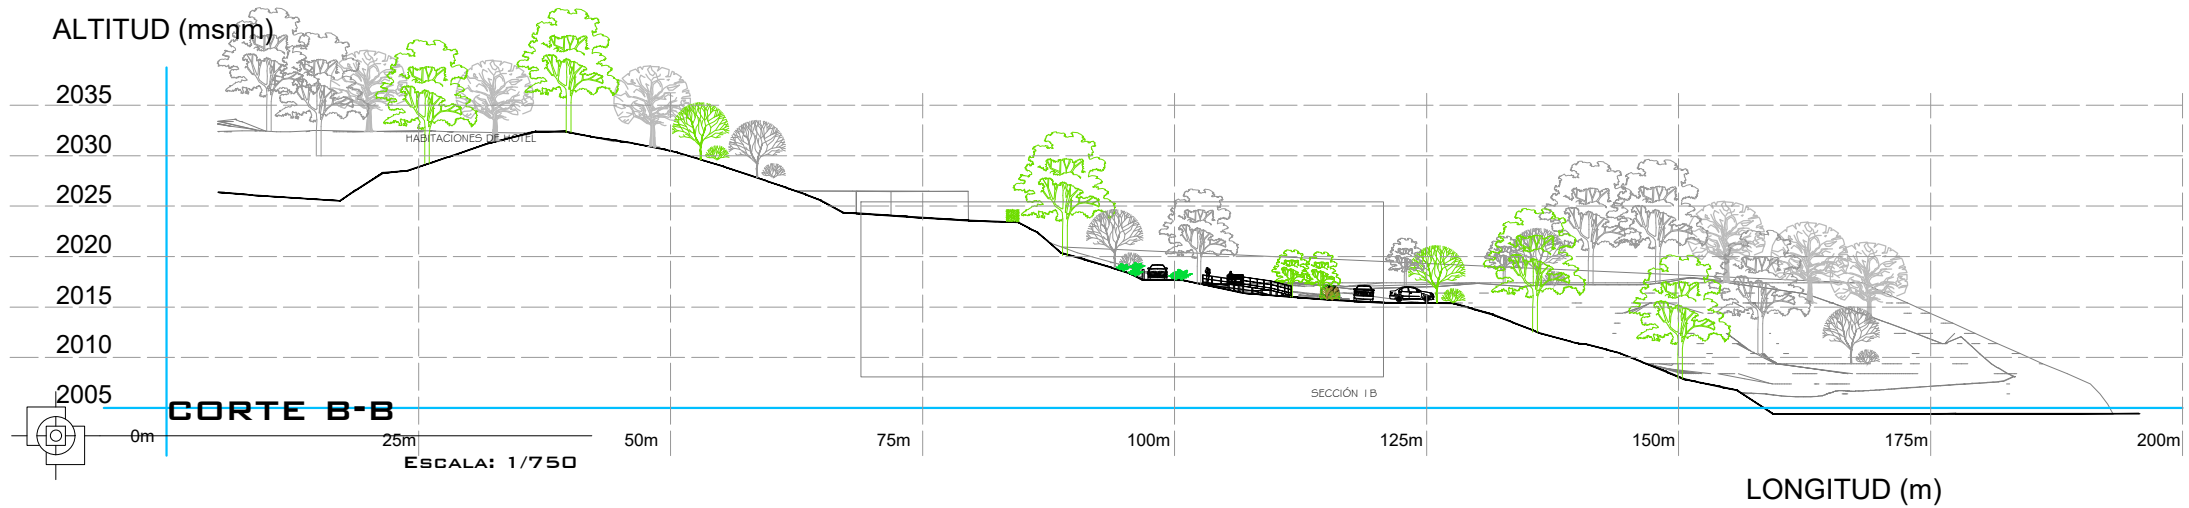 ALTITUD (msnm)
2035
HABITACIONES DE HOTEL
2030
2025
2020
2015
2010
SECCIÓN 1B
2005
CORTE B-B
0m 25m 50m 75m 100m 125m 150m 175m 200m
ESCALA: 1/750
LONGITUD (m)